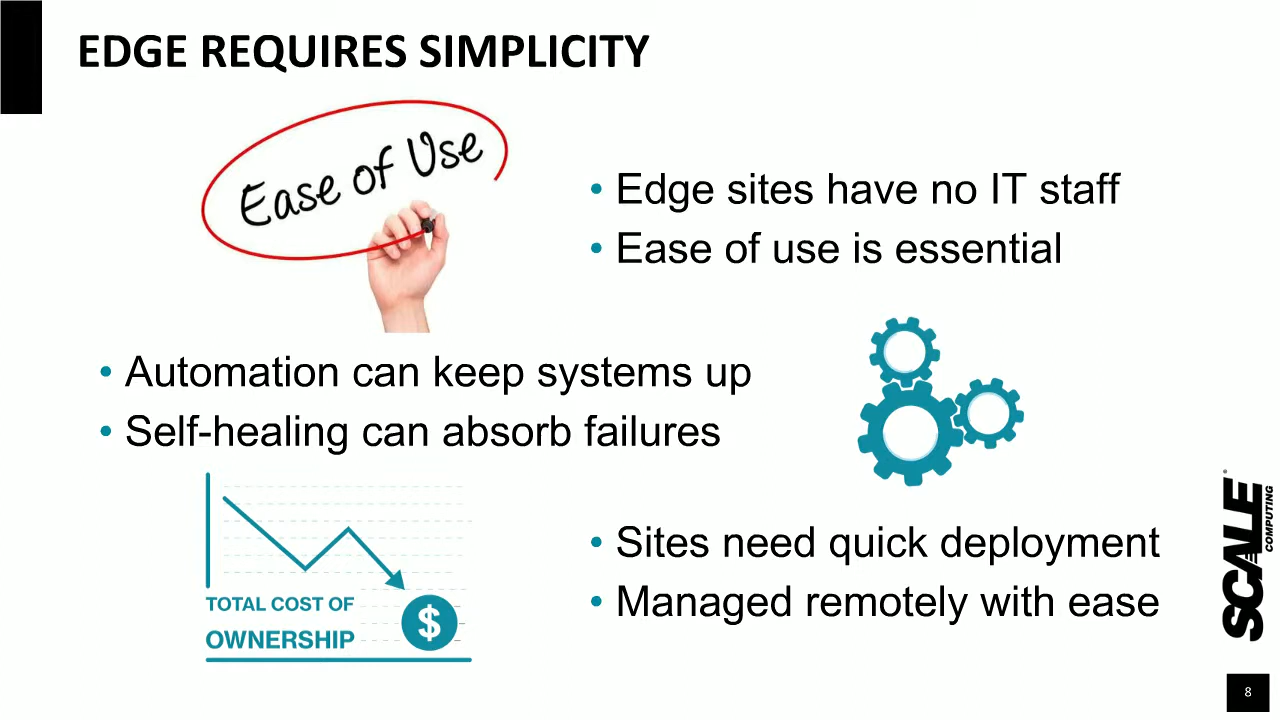 EDGE REQUIRES SIMPLICITY
Ease of Use
• Edge sites have no IT staff
• Ease of use is essential
• Automation can keep systems up
• Self-healing can absorb failures
TOTAL COST OF
OWNERSHIP
$
• Sites need quick deployment
• Managed remotely with ease
SCALE
COMPUTING
®
8